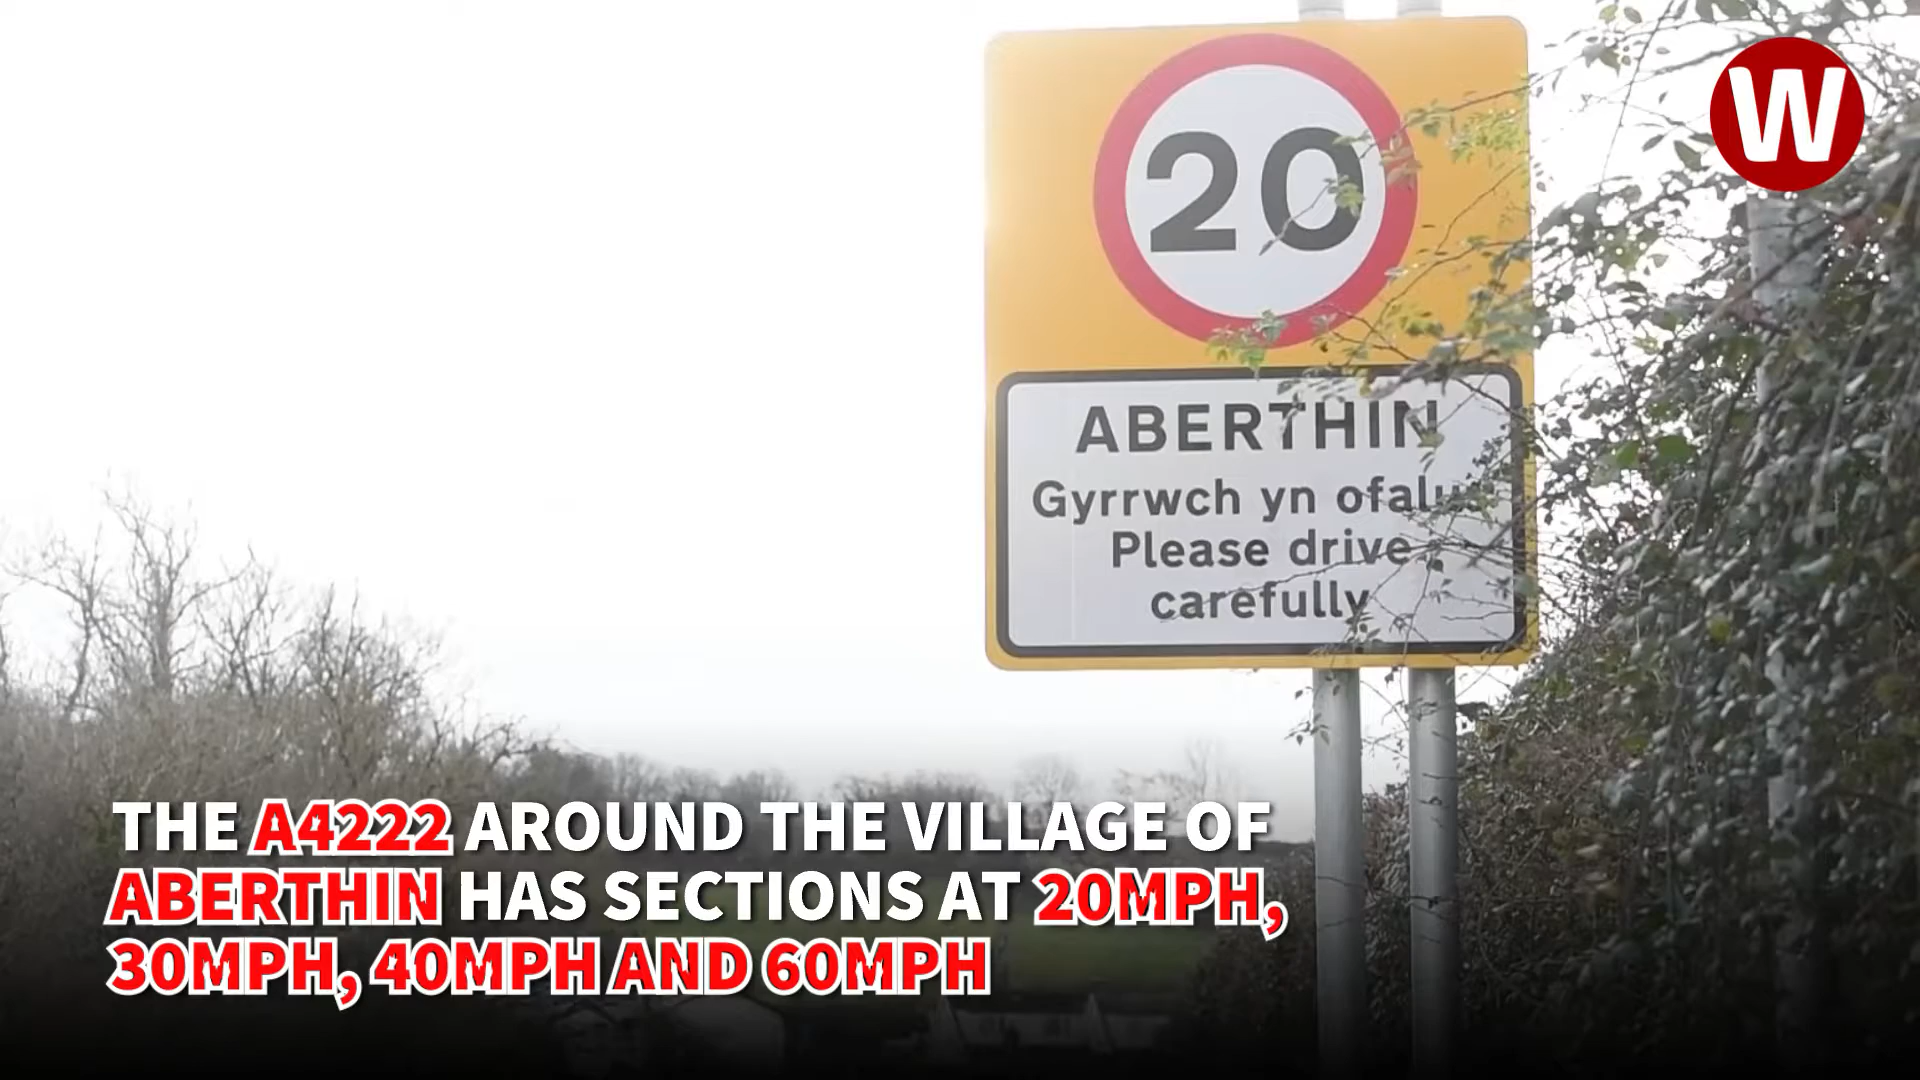 W
20
ABERTHIN
Gyrrwch yn
Please drive
carefully
THE A4222 AROUND THE VILLAGE OF
ABERTHIN HAS SECTIONS AT 20MPH,
30MPH, 40MPH AND 60MPH